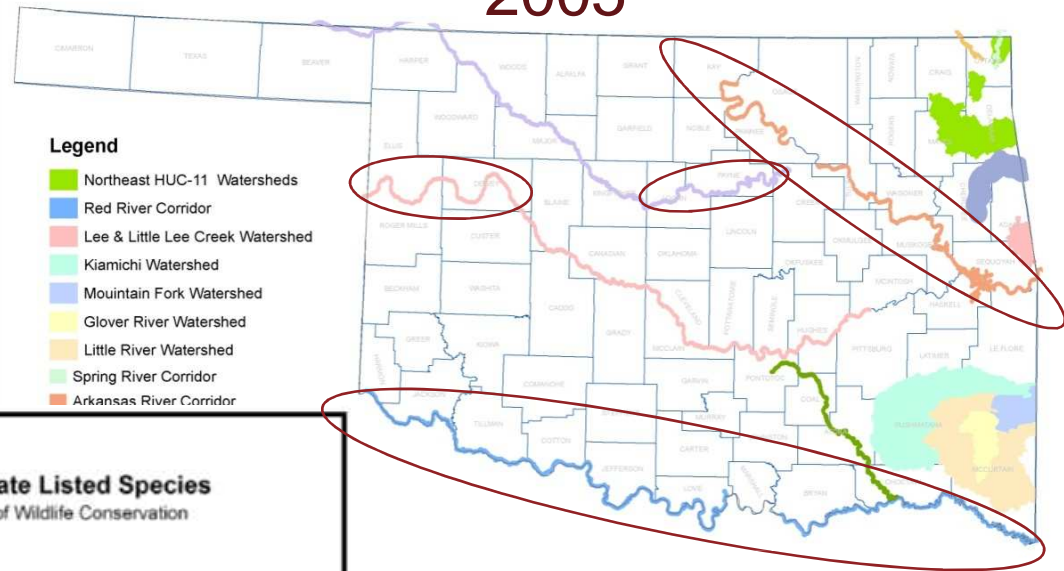 2005
CIMARRON
TEXAS
BEAVER
HARPER
WOODS
ALFALFA
GRANT
KAY
WASHINGTON
NOWATA
CRAIG
WOODWARD
ELLIS
MAJOR
GARFIELD
NOBLE
PAWNEE
ROGERS
DEWEY
BLAINE
PAYNE
CREEK
ROGER MILLS
CUSTER
CANADIAN
OKLAHOMA
LINCOLN
OKMULGEE
MUSKOGEE
SEQUOYAH
BECKHAM
WASHITA
CADDO
CLEVELAND
POTTAWATOMIE
SEMINOLE
OKFUSKEE
MCINTOSH
HASKELL
GREER
KIOWA
GRADY
MCCLAIN
HUGHES
PITTSBURG
LATIMER
LE FLORE
HARMON
JACKSON
COMANCHE
GARVIN
PONTOTOC
COAL
PUSHMATAHA
TILLMAN
COTTON
MURRAY
CARTER
JEFFERSON
LOVE
MARSHALL
BRYAN
MCCURTAIN
Legend
Northeast HUC-11 Watersheds
Red River Corridor
Lee & Little Lee Creek Watershed
Kiamichi Watershed
Mouintain Fork Watershed
Glover River Watershed
Little River Watershed
Spring River Corridor
Arkansas River Corridor
ate Listed Species
of Wildlife Conservation